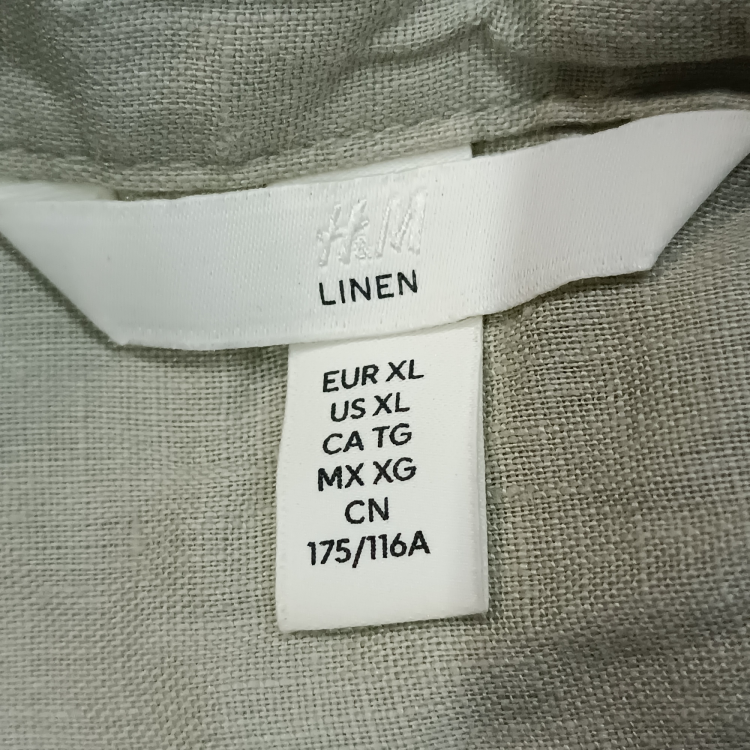 H&M
LINEN
EUR XL
US XL
CA TG
MX XG
CN
175/116A